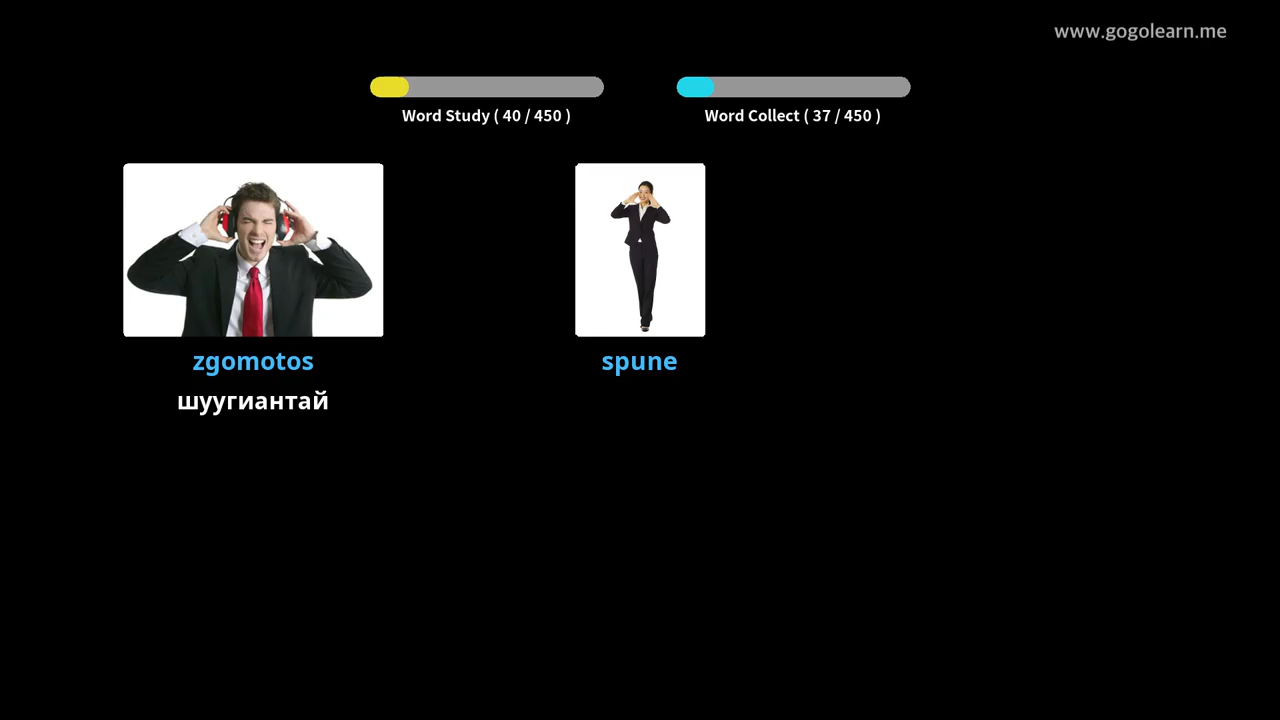 www.gogolearn.me
Word Study ( 40 / 450 )
Word Collect ( 37 / 450 )
zgomotos
spune
шуугиантай